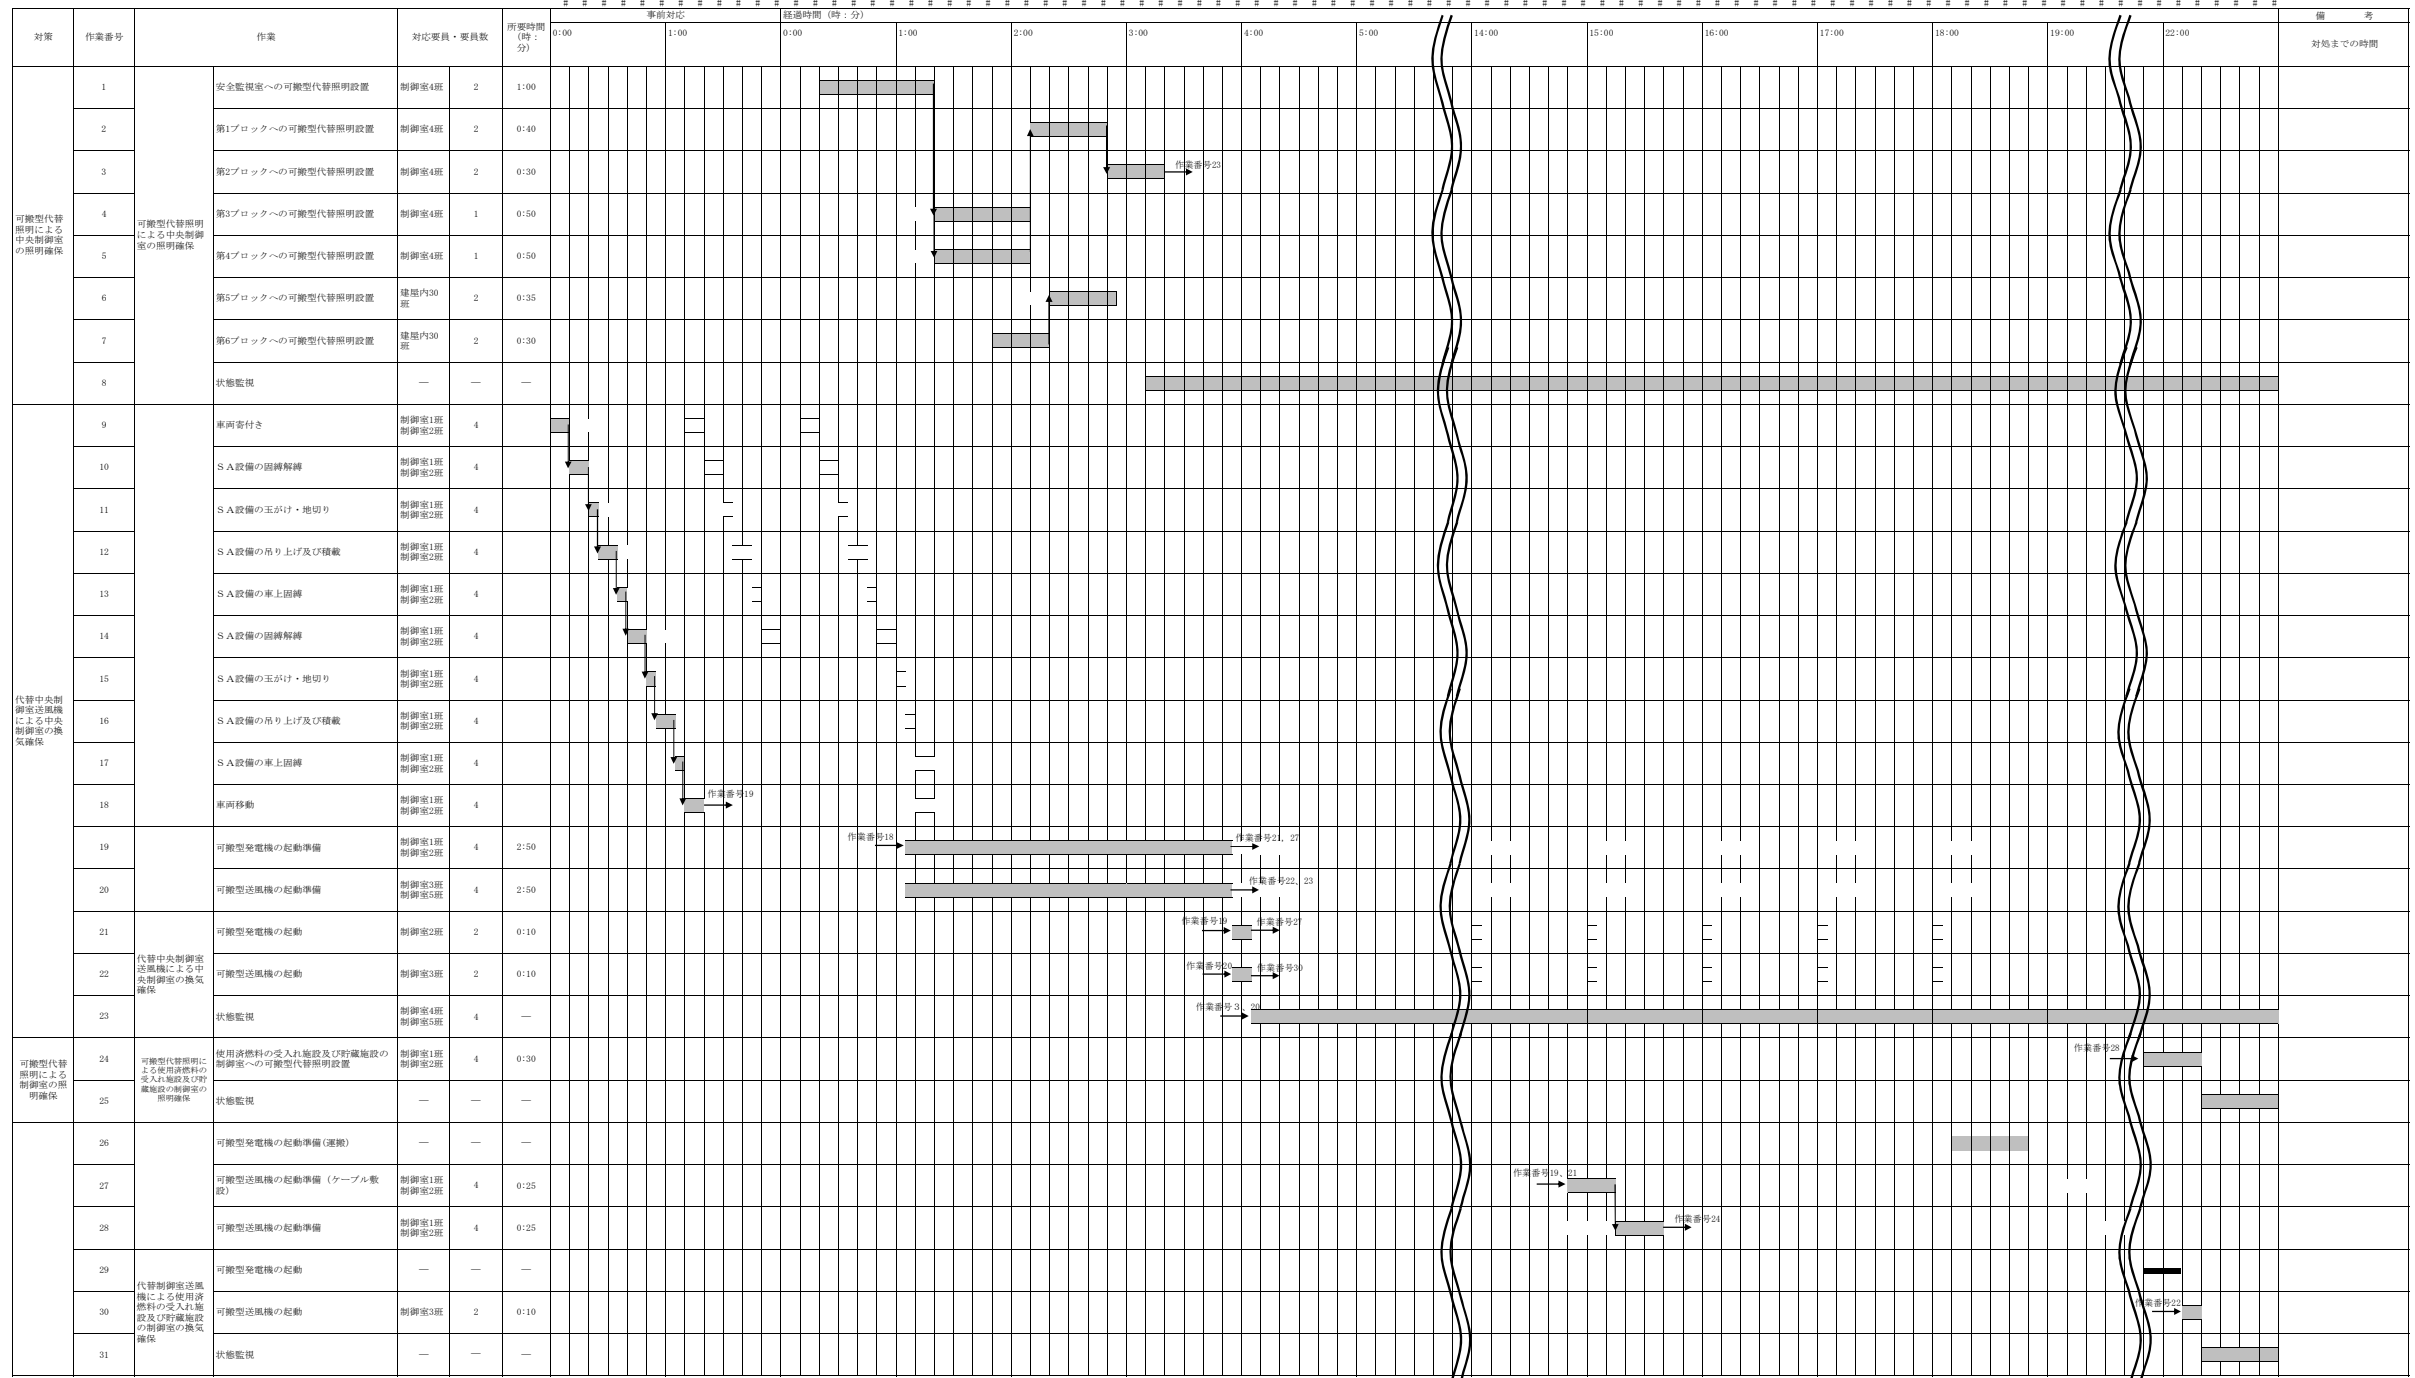 事前対応
経過時間（時：分）
備　　考
対策
作業番号
作業
対応要員・要員数
所要時間
（時：
分）
0:00
1:00
0:00
1:00
2:00
3:00
4:00
5:00
14:00
15:00
16:00
17:00
18:00
19:00
22:00
対処までの時間
可搬型代替
照明による
中央制御室
の照明確保
可搬型代替照明
による中央制御
室の照明確保
1
安全監視室への可搬型代替照明設置
制御室4班
2
1:00
2
第1ブロックへの可搬型代替照明設置
制御室4班
2
0:40
3
第2ブロックへの可搬型代替照明設置
制御室4班
2
0:30
作業番号23
4
第3ブロックへの可搬型代替照明設置
制御室4班
1
0:50
5
第4ブロックへの可搬型代替照明設置
制御室4班
1
0:50
6
第5ブロックへの可搬型代替照明設置
建屋内30
班
2
0:35
7
第6ブロックへの可搬型代替照明設置
建屋内30
班
2
0:30
8
状態監視
―
―
―
代替中央制
御室送風機
による中央
制御室の換
気確保
9
車両寄付き
制御室1班
制御室2班
4
10
ＳＡ設備の固縛解縛
制御室1班
制御室2班
4
11
ＳＡ設備の玉がけ・地切り
制御室1班
制御室2班
4
12
ＳＡ設備の吊り上げ及び積載
制御室1班
制御室2班
4
13
ＳＡ設備の車上固縛
制御室1班
制御室2班
4
14
ＳＡ設備の固縛解縛
制御室1班
制御室2班
4
15
ＳＡ設備の玉がけ・地切り
制御室1班
制御室2班
4
16
ＳＡ設備の吊り上げ及び積載
制御室1班
制御室2班
4
17
ＳＡ設備の車上固縛
制御室1班
制御室2班
4
18
車両移動
制御室1班
制御室2班
4
作業番号19
19
可搬型発電機の起動準備
制御室1班
制御室2班
4
2:50
作業番号18
作業番号21、27
20
可搬型送風機の起動準備
制御室3班
制御室5班
4
2:50
作業番号22、23
代替中央制御室
送風機による中
央制御室の換気
確保
21
可搬型発電機の起動
制御室2班
2
0:10
作業番号19
作業番号27
22
可搬型送風機の起動
制御室3班
2
0:10
作業番号20
作業番号30
23
状態監視
制御室4班
制御室5班
4
―
作業番号３、20
可搬型代替
照明による
制御室の照
明確保
可搬型代替照明に
よる使用済燃料の
受入れ施設及び貯
蔵施設の制御室の
照明確保
24
使用済燃料の受入れ施設及び貯蔵施設の
制御室への可搬型代替照明設置
制御室1班
制御室2班
4
0:30
作業番号28
25
状態監視
―
―
―
26
可搬型発電機の起動準備(運搬)
―
―
―
27
可搬型送風機の起動準備（ケーブル敷
設）
制御室1班
制御室2班
4
0:25
作業番号19、21
28
可搬型送風機の起動準備
制御室1班
制御室2班
4
0:25
作業番号24
代替制御室送風
機による使用済
燃料の受入れ施
設及び貯蔵施設
の制御室の換気
確保
29
可搬型発電機の起動
―
―
―
30
可搬型送風機の起動
制御室3班
2
0:10
作業番号22
31
状態監視
―
―
―